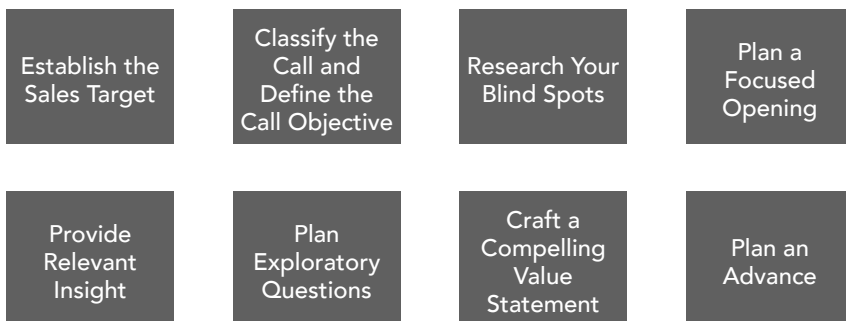 Establish the
Sales Target
Classify the
Call and
Define the
Call Objective
Research Your
Blind Spots
Plan a
Focused
Opening
Provide
Relevant
Insight
Plan
Exploratory
Questions
Craft a
Compelling
Value
Statement
Plan an
Advance